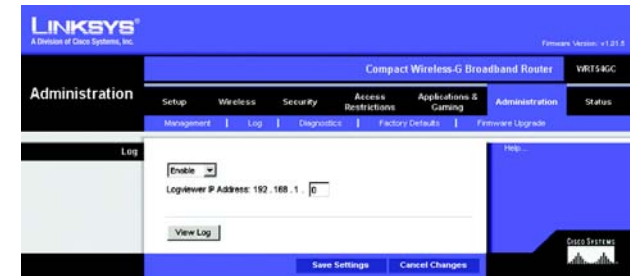 LINKSYS®
A Division of Cisco Systems, Inc.
Firmware Version: v1.01.5
Compact Wireless-G Broadband Router WRT54GC
Administration
Setup Wireless Security Access Restrictions Applications & Gaming Administration Status
Management | Log | Diagnostics | Factory Defaults | Firmware Upgrade
Log
Enable
Logviewer IP Address: 192 .168 .1 . 0
View Log
Help...
Save Settings Cancel Changes
CISCO SYSTEMS